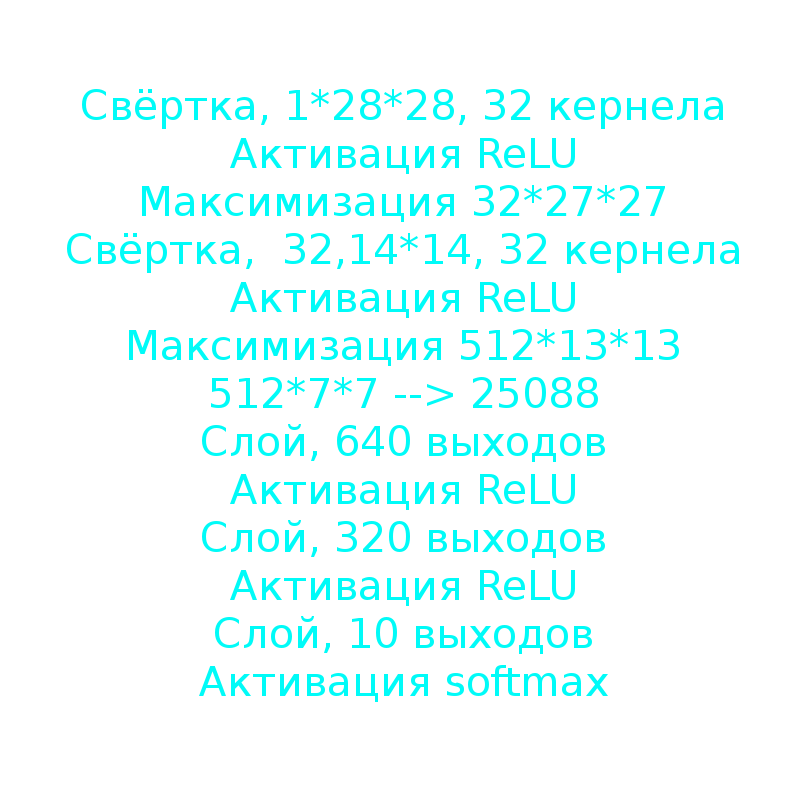 Свёртка, 1*28*28, 32 кернела
Активация ReLU
Максимизация 32*27*27
Свёртка,  32,14*14, 32 кернела
Активация ReLU
Максимизация 512*13*13
512*7*7 --> 25088
Слой, 640 выходов
Активация ReLU
Слой, 320 выходов
Активация ReLU
Слой, 10 выходов
Активация softmax